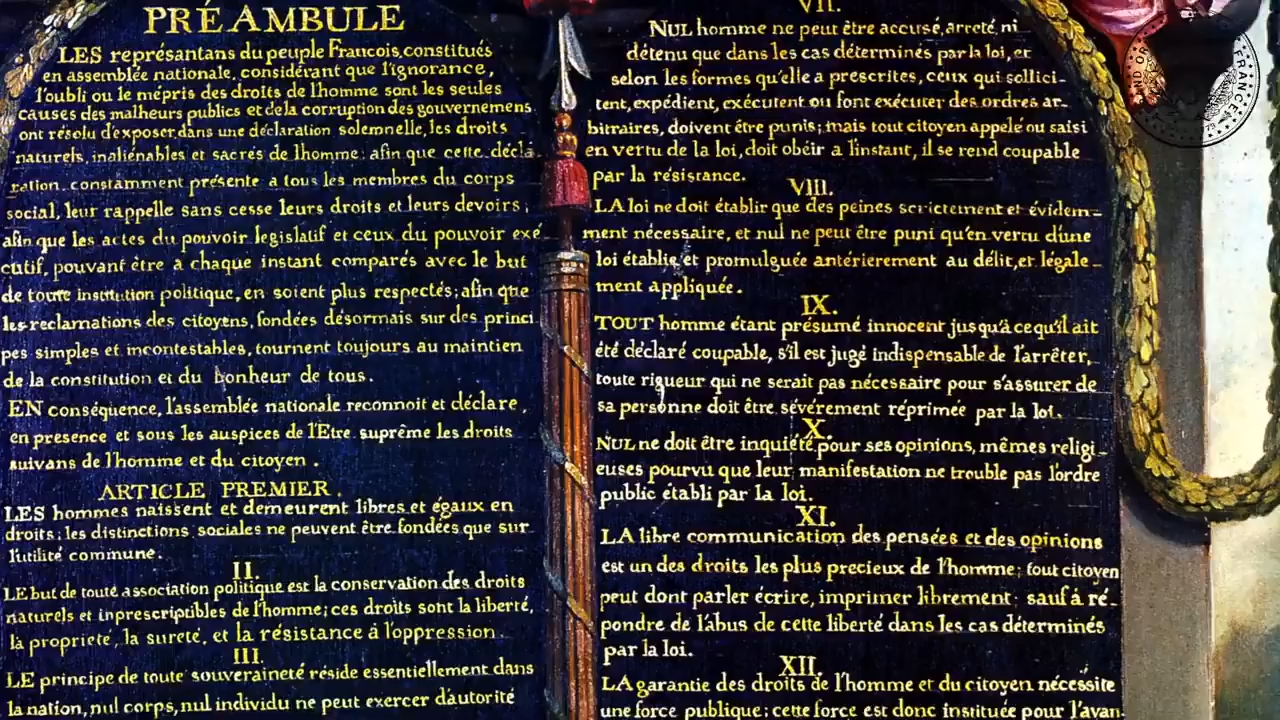 PRÉAMBULE
LES représantans du peuple Francois, constitués
en assemblée nationale, considérant que l'ignorance,
l'oubli ou le mépris des droits de l'homme sont les seules
causes des malheurs publics et de la corruption des gouvernemens
ont résolu d'exposer dans une déclaration solemnelle, les droits
naturels, inaliénables et sacrés de l'homme; afin que cette décla-
ration, constamment présente a tous les membres du corps
social, leur rappelle sans cesse leurs droits et leurs devoirs;
afin que les actes du pouvoir legislatif et ceux du pouvoir exé-
cutif, pouvant être a chaque instant comparés avec le but
de toute institution politique, en soient plus respectés; afin que
les reclamations des citoyens, fondées désormais sur des princi
pes simples et incontestables, tournent toujours au maintien
de la constitution et du bonheur de tous.
EN conséquence, l'assemblée nationale reconnoit et déclare,
en presence et sous les auspices de l'Etre suprême les droits
suivans de l'homme et du citoyen.
ARTICLE PREMIER.
LES hommes naissent et demeurent libres et égaux en
droits; les distinctions sociales ne peuvent être fondées que sur
l'utilité commune.
II.
LE but de toute association politique est la conservation des droits
naturels et inprescriptibles de l'homme; ces droits sont la liberté,
la propriété, la sureté, et la résistance à l'oppression.
III.
LE principe de toute souveraineté réside essentiellement dans
la nation, nul corps, nul individu ne peut exercer d'autorité
VII.
NUL homme ne peut être accusé, arreté, ni
détenu que dans les cas déterminés par la loi, et
selon les formes qu'elle a prescrites, ceux qui sollici-
tent, expédient, exécutent ou font exécuter des ordres ar-
bitraires, doivent être punis; mais tout citoyen appelé ou saisi
en vertu de la loi, doit obéir a l'instant, il se rend coupable
par la résistance.
VIII.
LA loi ne doit établir que des peines strictement et évidem-
ment nécessaire, et nul ne peut être puni qu'en vertu d'une
loi établie et promulguée antérierement au délit, et légale-
ment appliquée.
IX.
TOUT homme étant présumé innocent jusqu'à ce qu'il ait
été déclaré coupable, s'il est jugé indispensable de l'arrêter,
toute rigueur qui ne serait pas nécessaire pour s'assurer de
sa personne doit être sévèrement réprimée par la loi.
X.
NUL ne doit être inquiété pour ses opinions, mêmes religi-
euses pourvu que leur manifestation ne trouble pas l'ordre
public établi par la loi.
XI.
LA libre communication des pensées et des opinions
est un des droits les plus precieux de l'homme; tout citoyen
peut dont parler écrire, imprimer librement; sauf à ré-
pondre de l'abus de cette liberté dans les cas déterminés
par la loi.
XII.
LA garantie des droits de l'homme et du citoyen nécessite
une force publique; cette force est donc instituée pour l'avan-